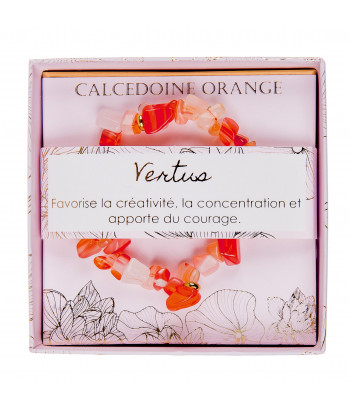 CALCEDOINE ORANGE
Vertus
Favorise la créativité, la concentration et
apporte du courage.